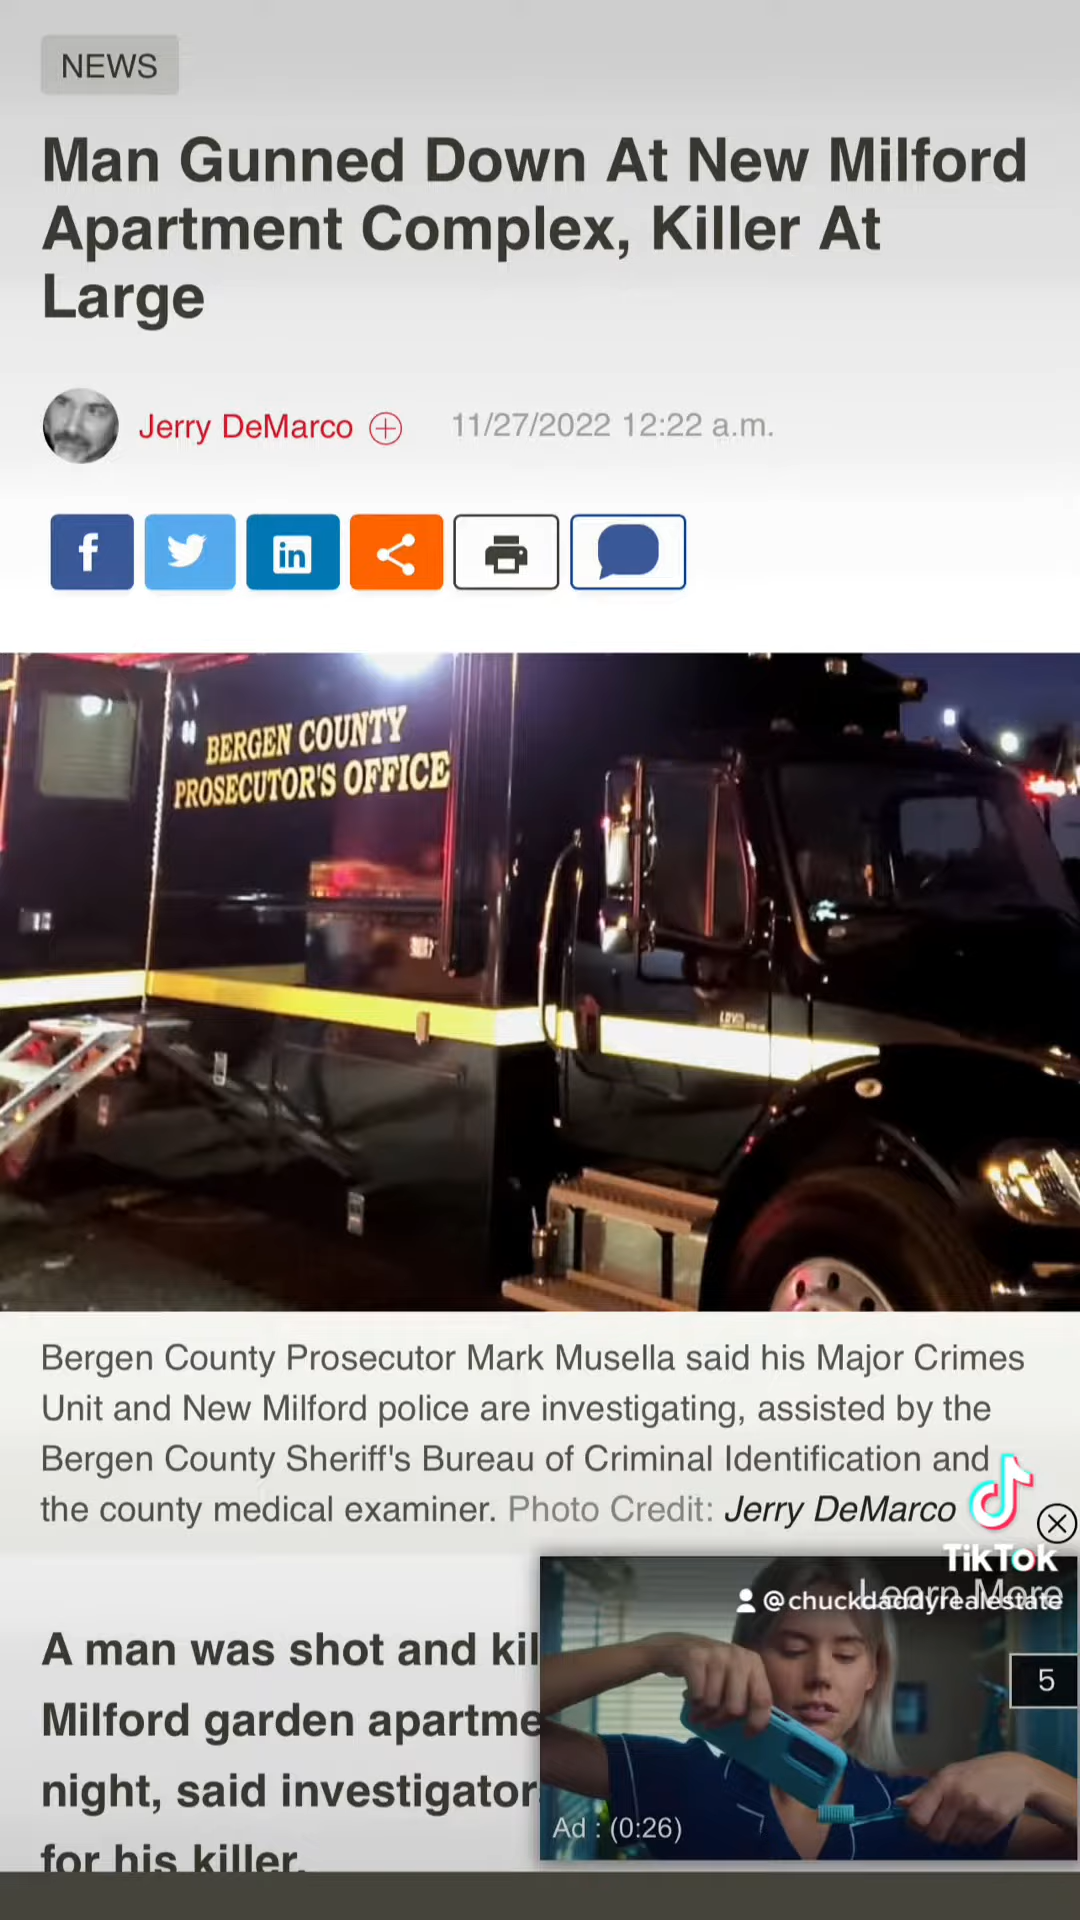 NEWS
Man Gunned Down At New Milford
Apartment Complex, Killer At
Large
Jerry DeMarco
11/27/2022 12:22 a.m.
f
in
BERGEN COUNTY
PROSECUTOR'S OFFICE
Bergen County Prosecutor Mark Musella said his Major Crimes
Unit and New Milford police are investigating, assisted by the
Bergen County Sheriff's Bureau of Criminal Identification and
the county medical examiner. Photo Credit: Jerry DeMarco
TikTok
Learn More
@chuckdaddyrealestate
5
Ad : (0:26)
A man was shot and kil
Milford garden apartme
night, said investigator
for his killer.